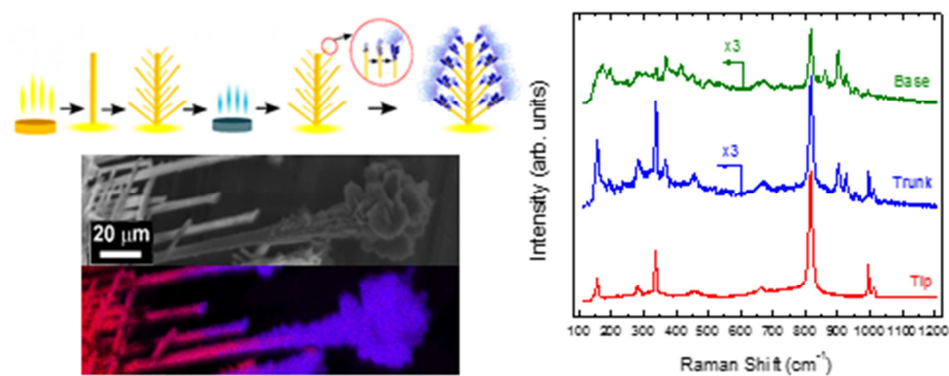 20 μm
Intensity (arb. units)
x3
Base
x3
Trunk
Tip
100 200 300 400 500 600 700 800 900 1000 1100 1200
Raman Shift (cm⁻¹)